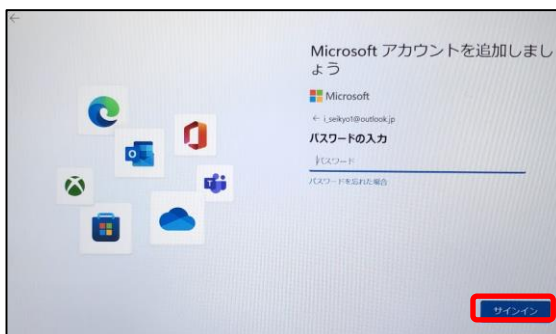 Microsoft アカウントを追加しまし
ょう
Microsoft
← i_seikyo1@outlook.jp
パスワードの入力
パスワード
パスワードを忘れた場合
サインイン